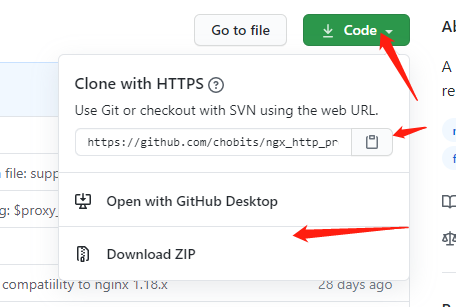 Go to file
Code
Ab
Clone with HTTPS
A
Use Git or checkout with SVN using the web URL.
re
https://github.com/chobits/ngx_http_pr
file: supp
Open with GitHub Desktop
g: $proxy_
Download ZIP
compatiility to nginx 1.18.x
28 days ago